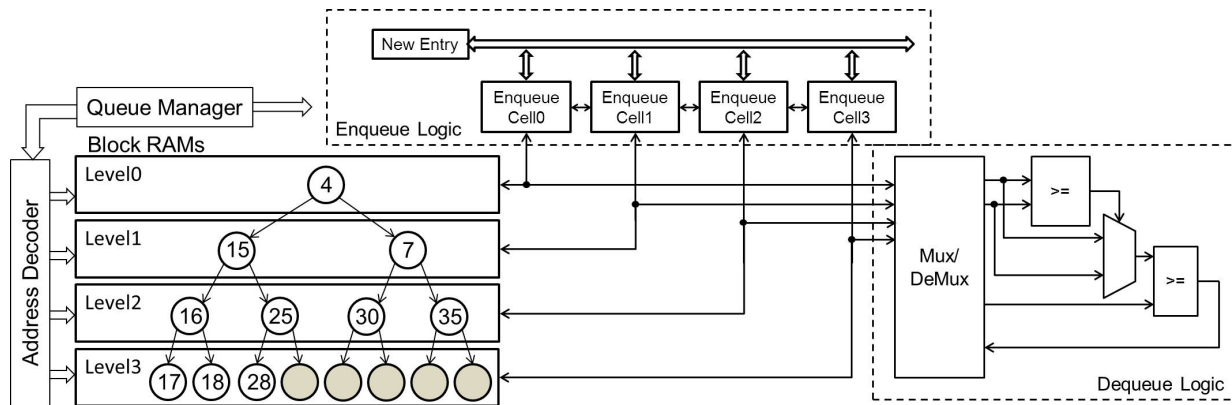 New Entry
Enqueue
Cell0
Enqueue
Cell1
Enqueue
Cell2
Enqueue
Cell3
Enqueue Logic
Queue Manager
Block RAMs
Address Decoder
Level0
4
Level1
15
7
Level2
16
25
30
35
Level3
17
18
28
Mux/
DeMux
>=
>=
Dequeue Logic